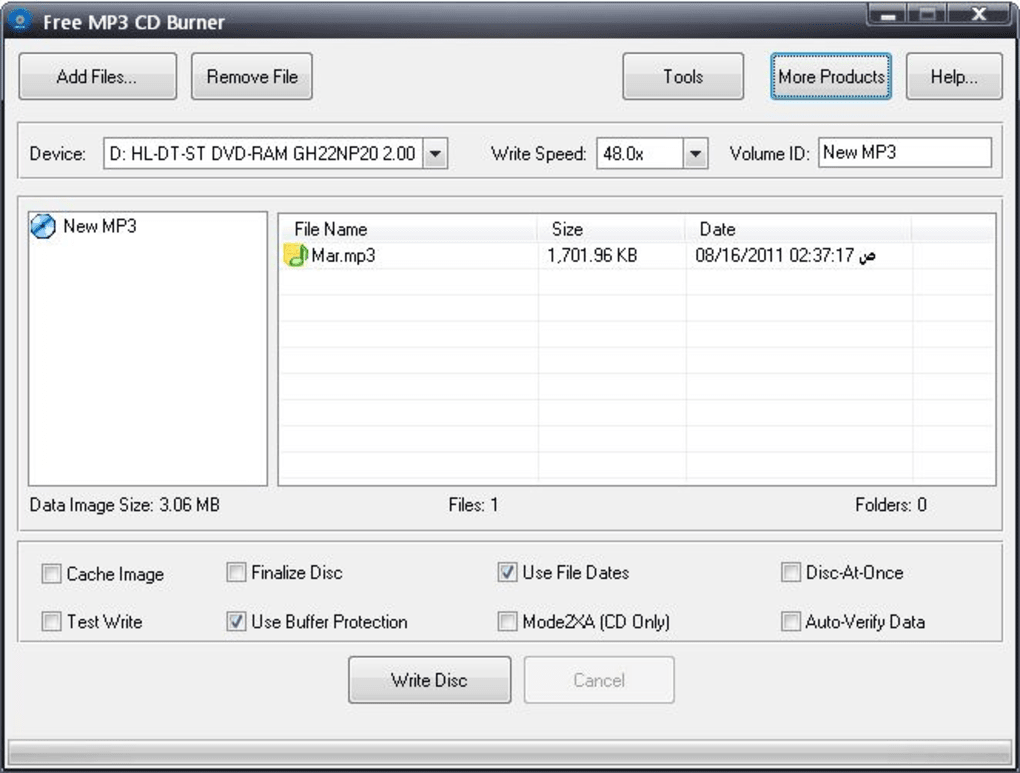 Free MP3 CD Burner
Add Files... Remove File Tools More Products Help...
Device: D: HL-DT-ST DVD-RAM GH22NP20 2.00 Write Speed: 48.0x Volume ID: New MP3
New MP3
File Name Size Date
Mar.mp3 1,701.96 KB 08/16/2011 02:37:17 ص
Data Image Size: 3.06 MB Files: 1 Folders: 0
Cache Image Finalize Disc Use File Dates Disc-At-Once
Test Write Use Buffer Protection Mode2XA (CD Only) Auto-Verify Data
Write Disc Cancel